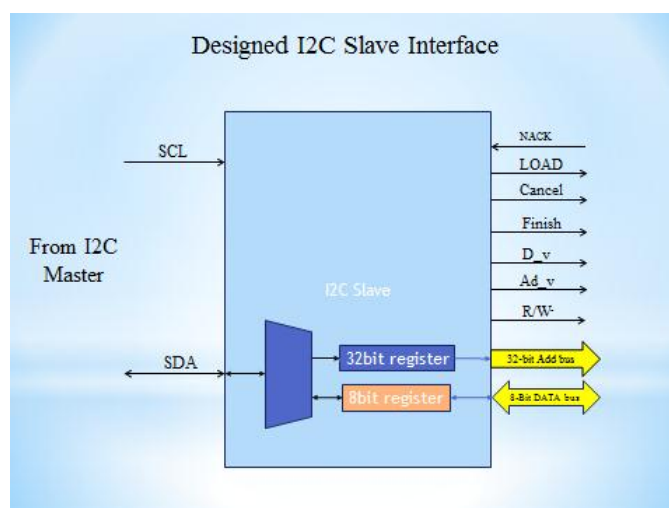 Designed I2C Slave Interface
SCL
From I2C
Master
SDA
I2C Slave
32bit register
8bit register
NACK
LOAD
Cancel
Finish
D_v
Ad_v
R/W-
32-bit Add bus
8-Bit DATA bus